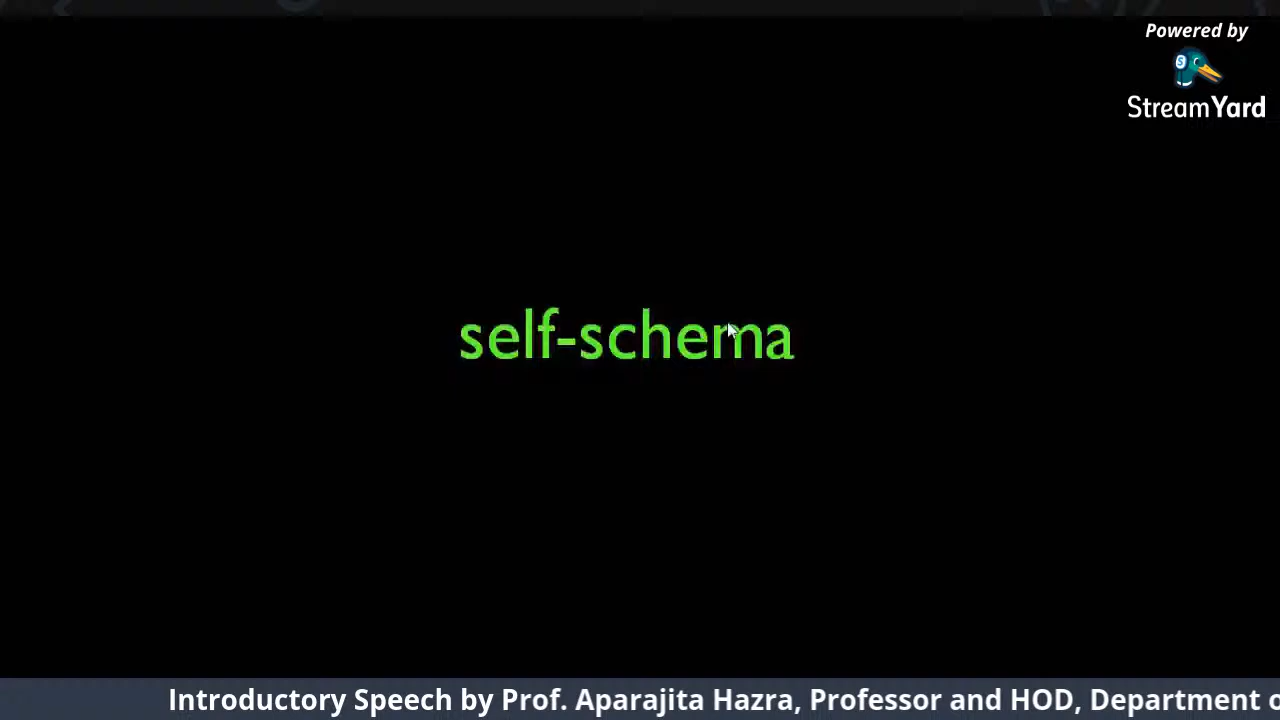 Powered by
StreamYard
self-schema
Introductory Speech by Prof. Aparajita Hazra, Professor and HOD, Department